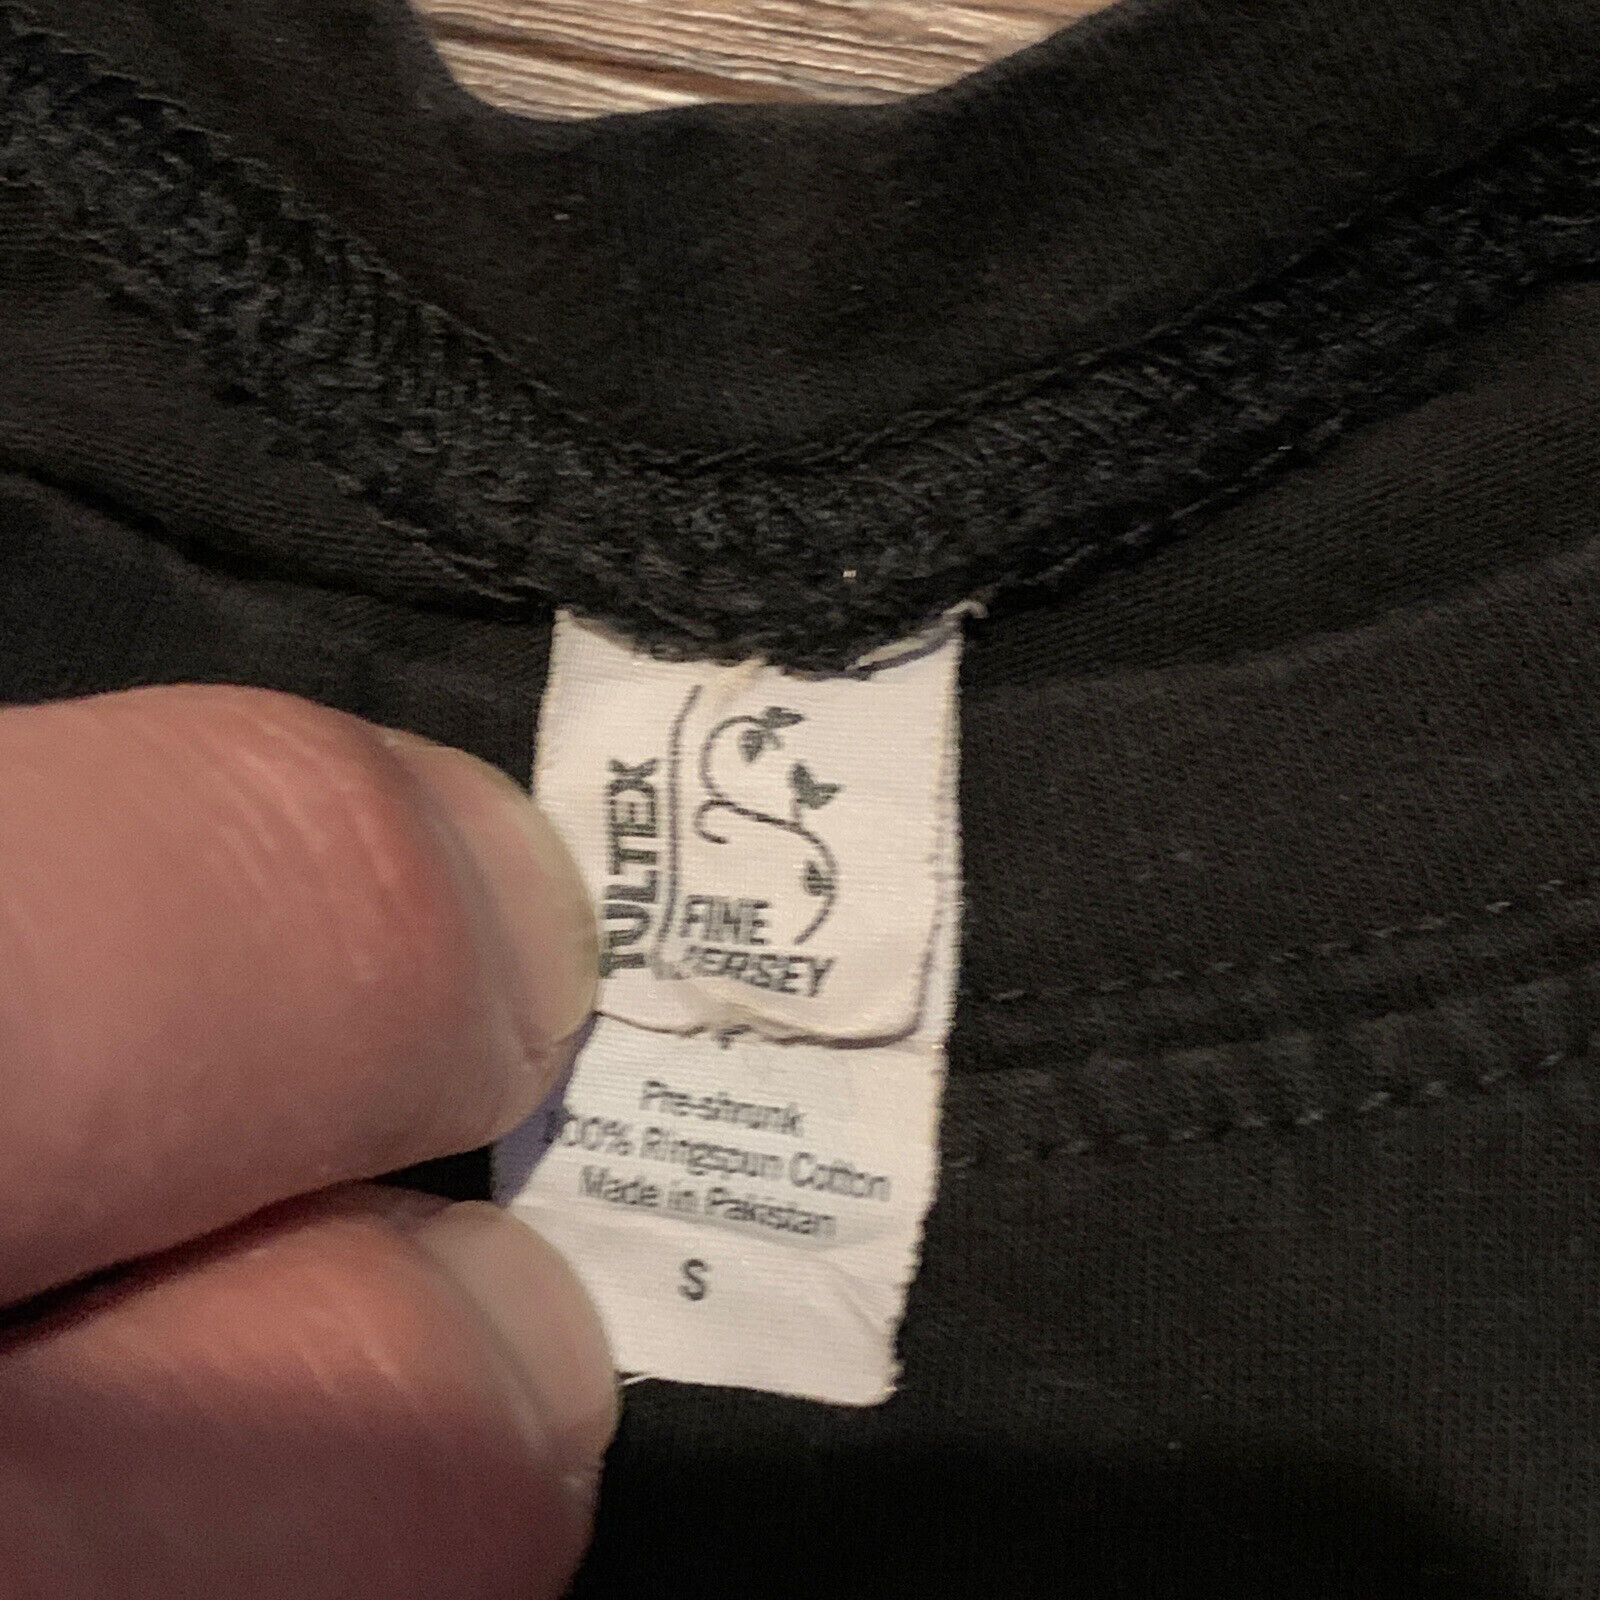 TULTEX
FINE
JERSEY
Pre-shrunk
100% Ringspun Cotton
Made in Pakistan
S